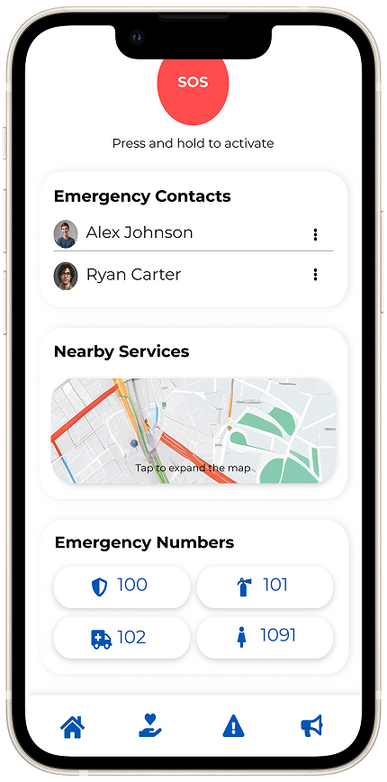 SOS
Press and hold to activate
Emergency Contacts
Alex Johnson
Ryan Carter
Nearby Services
Tap to expand the map
Emergency Numbers
100
101
102
1091